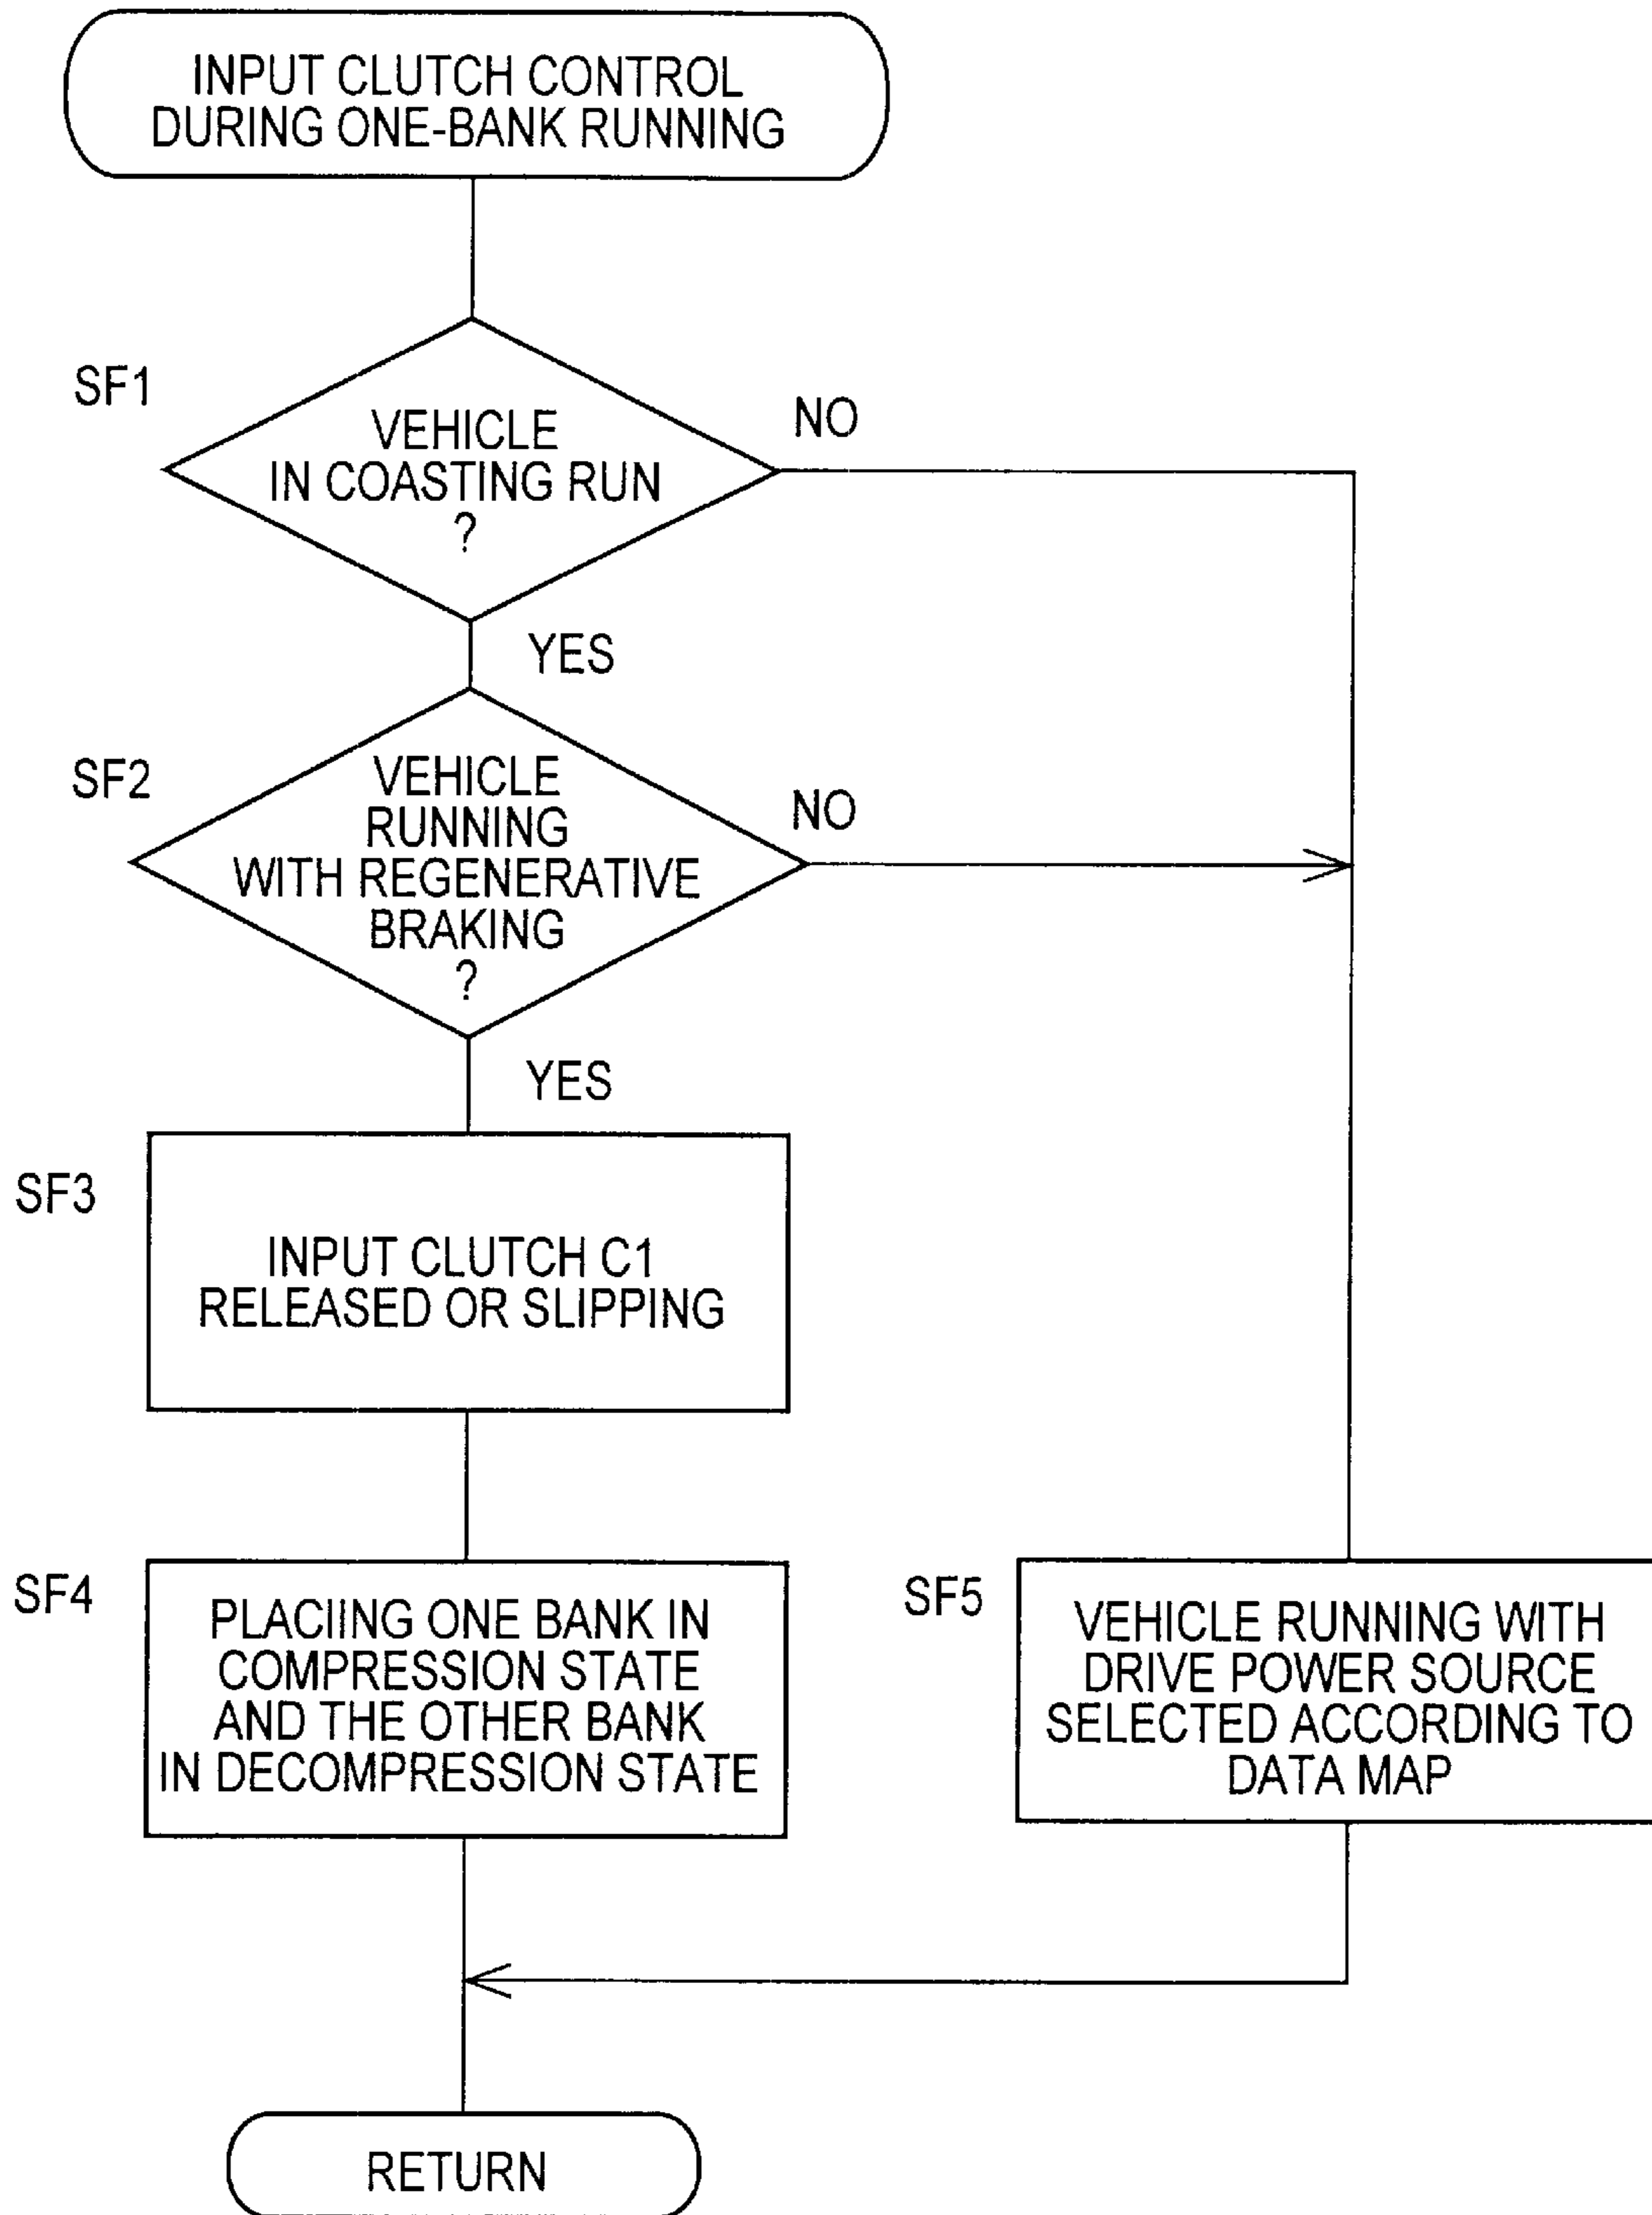 INPUT CLUTCH CONTROL
DURING ONE-BANK RUNNING
SF1
VEHICLE
IN COASTING RUN
?
NO
YES
SF2
VEHICLE
RUNNING
WITH REGENERATIVE
BRAKING
?
NO
YES
SF3
INPUT CLUTCH C1
RELEASED OR SLIPPING
SF4
PLACIING ONE BANK IN
COMPRESSION STATE
AND THE OTHER BANK
IN DECOMPRESSION STATE
SF5
VEHICLE RUNNING WITH
DRIVE POWER SOURCE
SELECTED ACCORDING TO
DATA MAP
RETURN